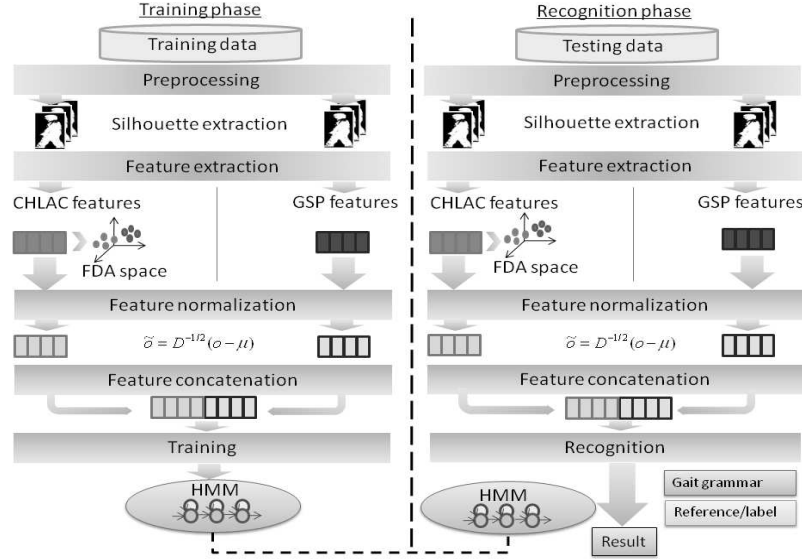 Training phase
Training data
Preprocessing
Silhouette extraction
Feature extraction
CHLAC features
GSP features
FDA space
Feature normalization
õ = D^{-1/2}(o-μ)
Feature concatenation
Training
HMM
Recognition phase
Testing data
Preprocessing
Silhouette extraction
Feature extraction
CHLAC features
GSP features
FDA space
Feature normalization
õ = D^{-1/2}(o-μ)
Feature concatenation
Recognition
HMM
Gait grammar
Reference/label
Result